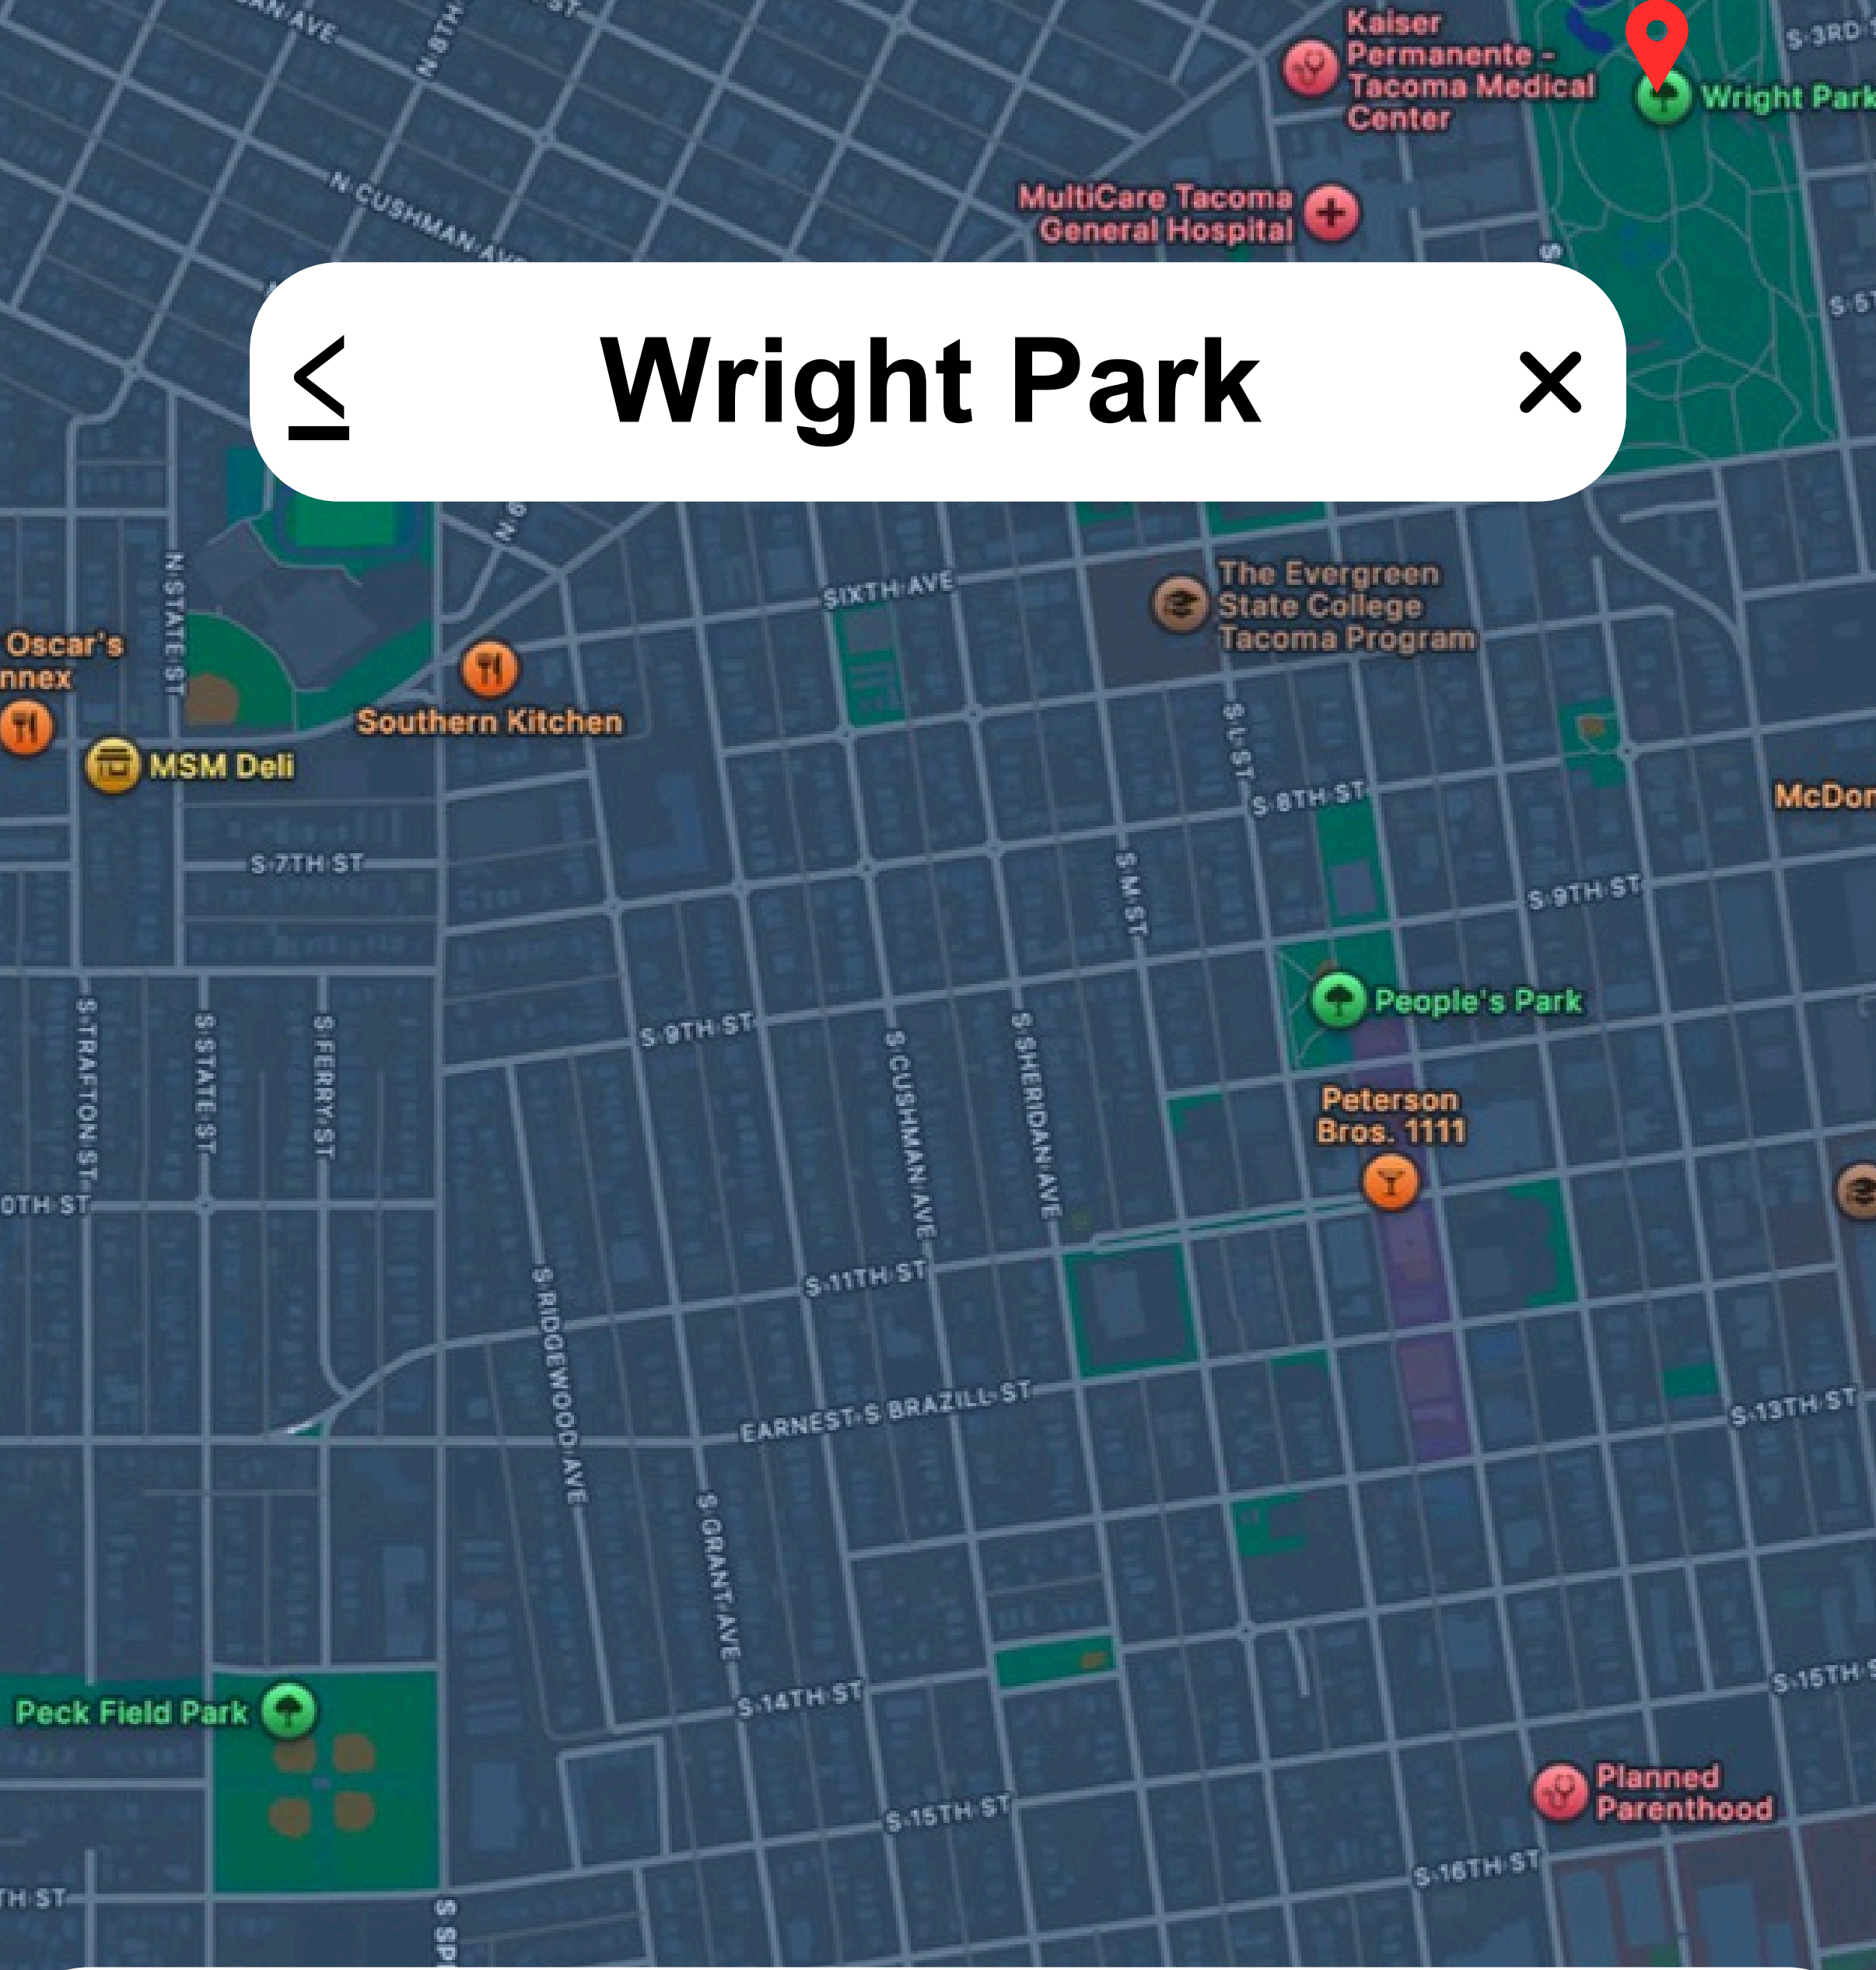 N 8TH
ST
Kaiser
Permanente -
Tacoma Medical
Center
S 3RD
Wright Park
N CUSHMAN AVE
MultiCare Tacoma
General Hospital
S
S 5T
< Wright Park ×
SIXTH AVE
N STATE ST
The Evergreen
State College
Tacoma Program
Oscar's
nnex
Southern Kitchen
MSM Deli
S L ST
S 8TH ST
McDon
S 7TH ST
S M ST
S 9TH ST
S 9TH ST
People's Park
S TRAFTON ST
S STATE ST
S FERRY ST
S CUSHMAN AVE
S SHERIDAN AVE
Peterson
Bros. 1111
0TH ST
S 11TH ST
S RIDGEWOOD AVE
EARNEST S BRAZILL ST
S 13TH ST
S GRANT AVE
S 14TH ST
S 15TH S
Peck Field Park
Planned
Parenthood
S 15TH ST
S 16TH ST
TH ST
S SP